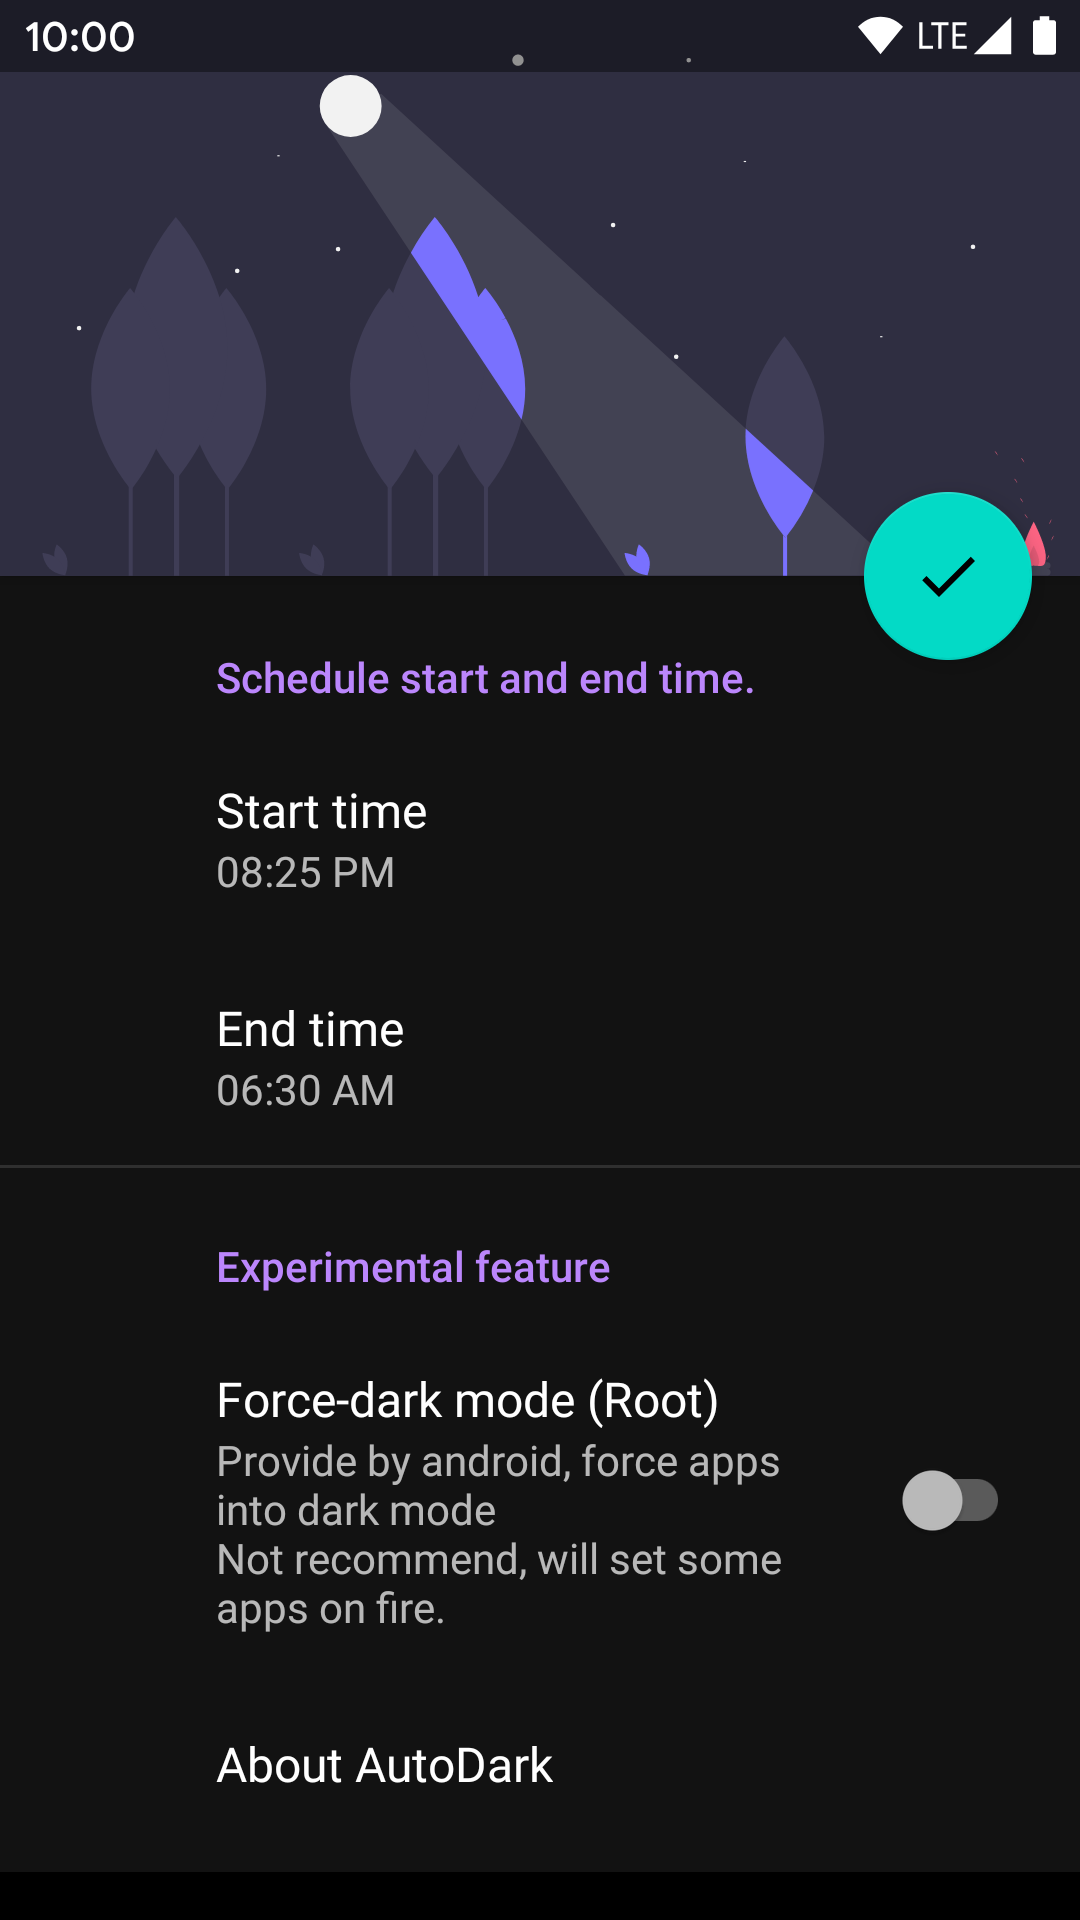 10:00
LTE
Schedule start and end time.
Start time
08:25 PM
End time
06:30 AM
Experimental feature
Force-dark mode (Root)
Provide by android, force apps
into dark mode
Not recommend, will set some
apps on fire.
About AutoDark